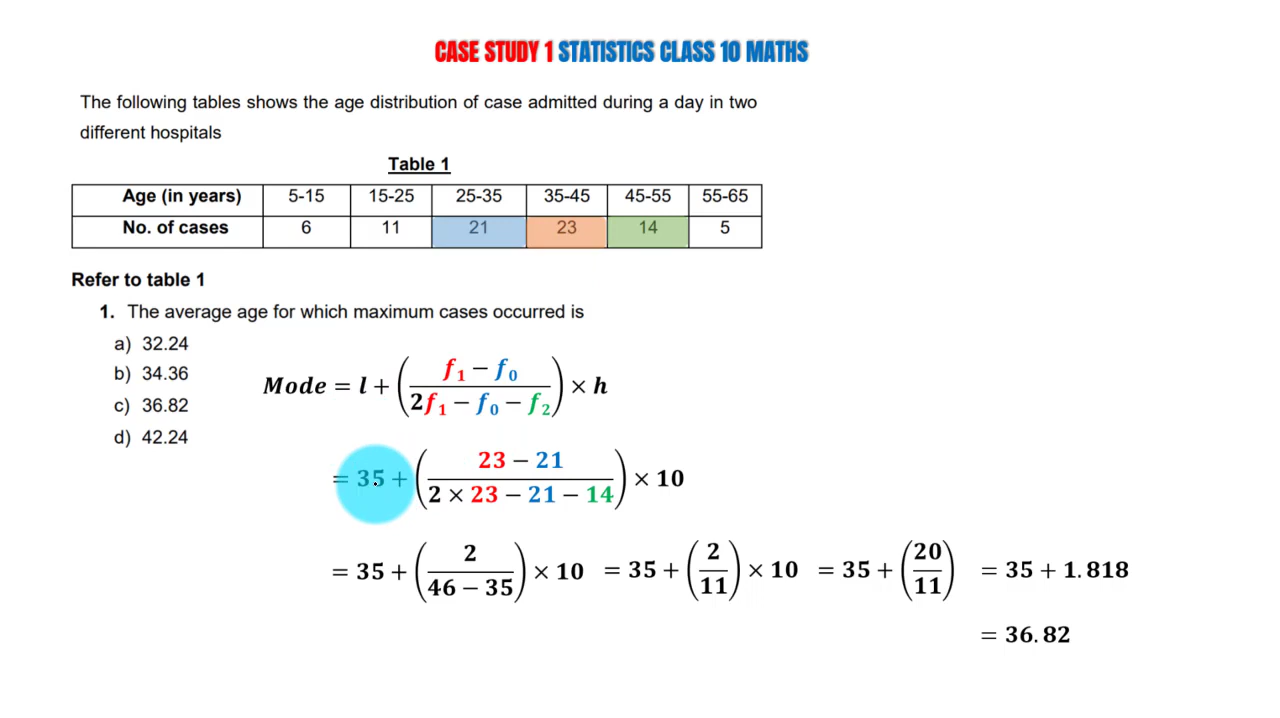 CASE STUDY 1 STATISTICS CLASS 10 MATHS
The following tables shows the age distribution of case admitted during a day in two
different hospitals
Table 1
Age (in years) 5-15 15-25 25-35 35-45 45-55 55-65
No. of cases 6 11 21 23 14 5
Refer to table 1
1. The average age for which maximum cases occurred is
a) 32.24
b) 34.36
c) 36.82
d) 42.24
Mode = l + ( (f₁ − f₀) / (2f₁ − f₀ − f₂) ) × h
= 35 + ( (23 − 21) / (2 × 23 − 21 − 14) ) × 10
= 35 + ( 2 / (46 − 35) ) × 10 = 35 + ( 2 / 11 ) × 10 = 35 + ( 20 / 11 ) = 35 + 1.818
= 36.82